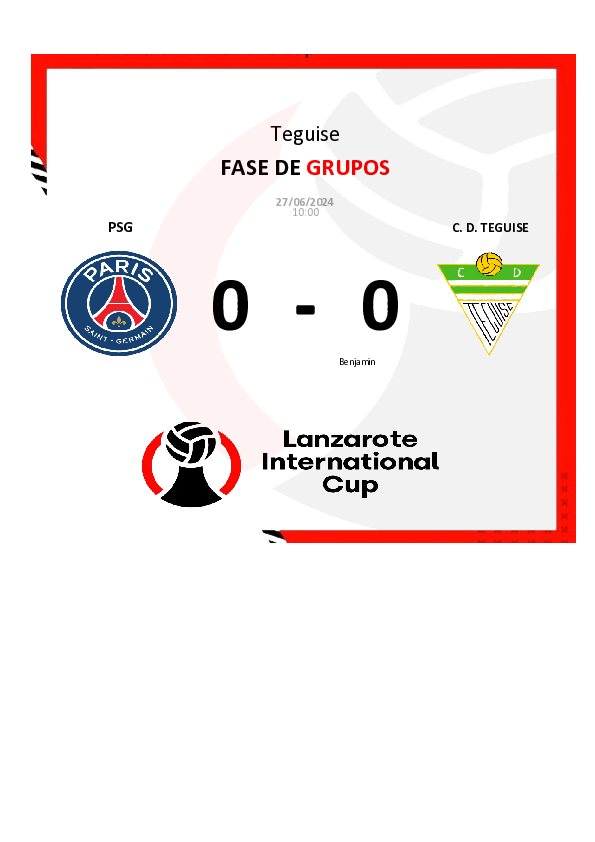 Teguise
FASE DE GRUPOS
27/06/2024
10:00
PSG
C. D. TEGUISE
PARIS
SAINT - GERMAIN
C D
TEGUISE
0 - 0
Benjamin
Lanzarote
International
Cup